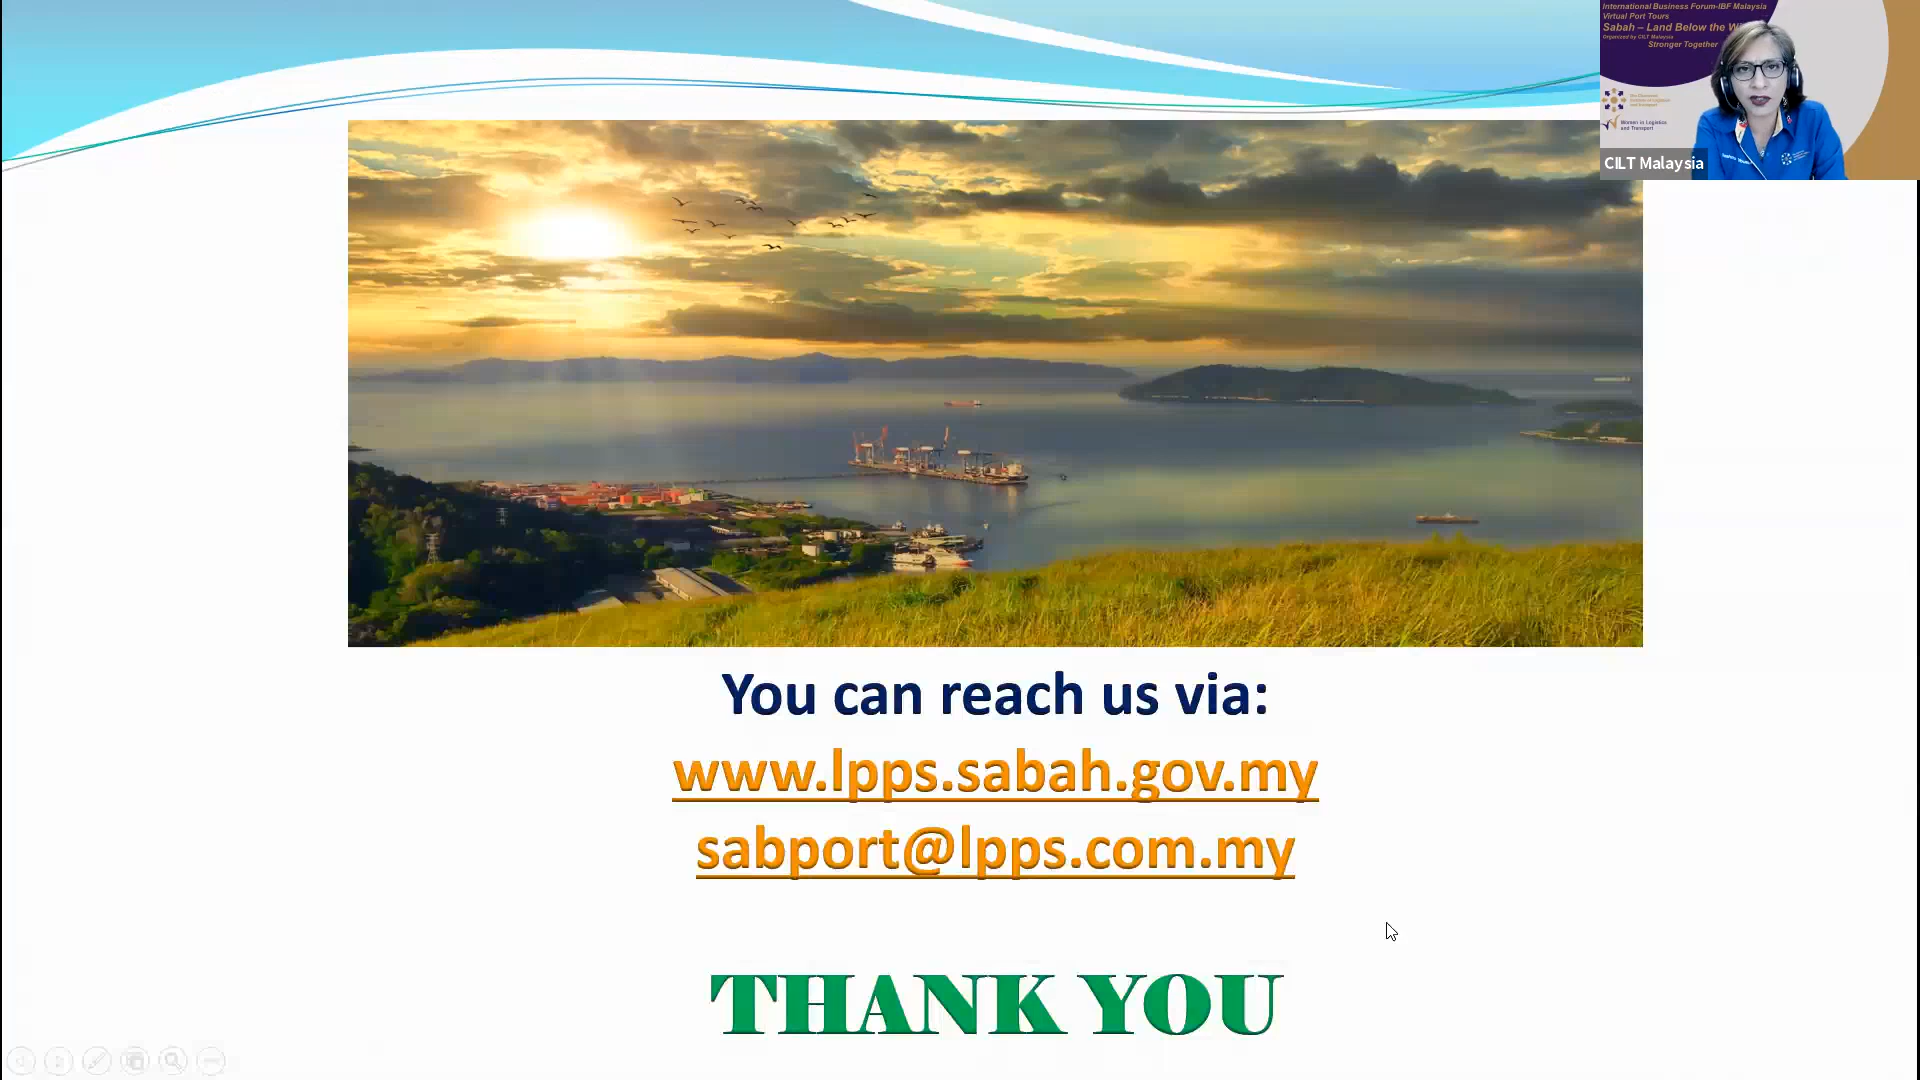 International Business Forum-IBF Malaysia
Virtual Port Tours
Sabah – Land Below the
Organized by CILT Malaysia
Stronger Together
Women in Logistics
and Transport
CILT Malaysia
You can reach us via:
www.lpps.sabah.gov.my
sabport@lpps.com.my
THANK YOU